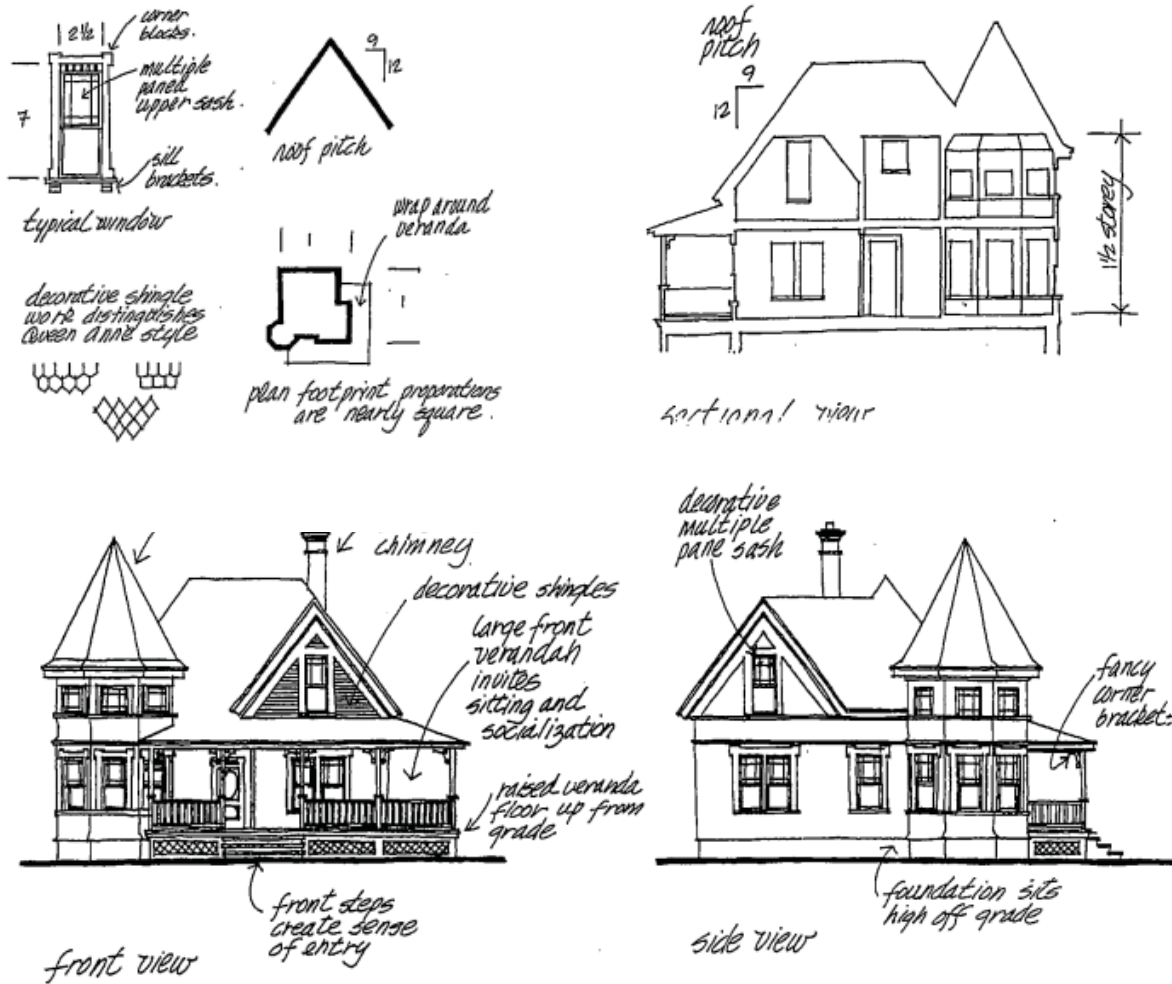 2½
corner
blocks.
multiple
paned
upper sash.
7
sill
brackets.
typical window
9
12
roof pitch
decorative shingle
work distinguishes
Queen Anne style
wrap around
veranda
plan footprint proporations
are nearly square.
roof
pitch
9
12
1½ storey
sectional view
chimney
decorative shingles
large front
verandah
invites
sitting and
socialization
raised veranda
floor up from
grade
front steps
create sense
of entry
front view
decorative
multiple
pane sash
fancy
corner
brackets
foundation sits
high off grade
side view